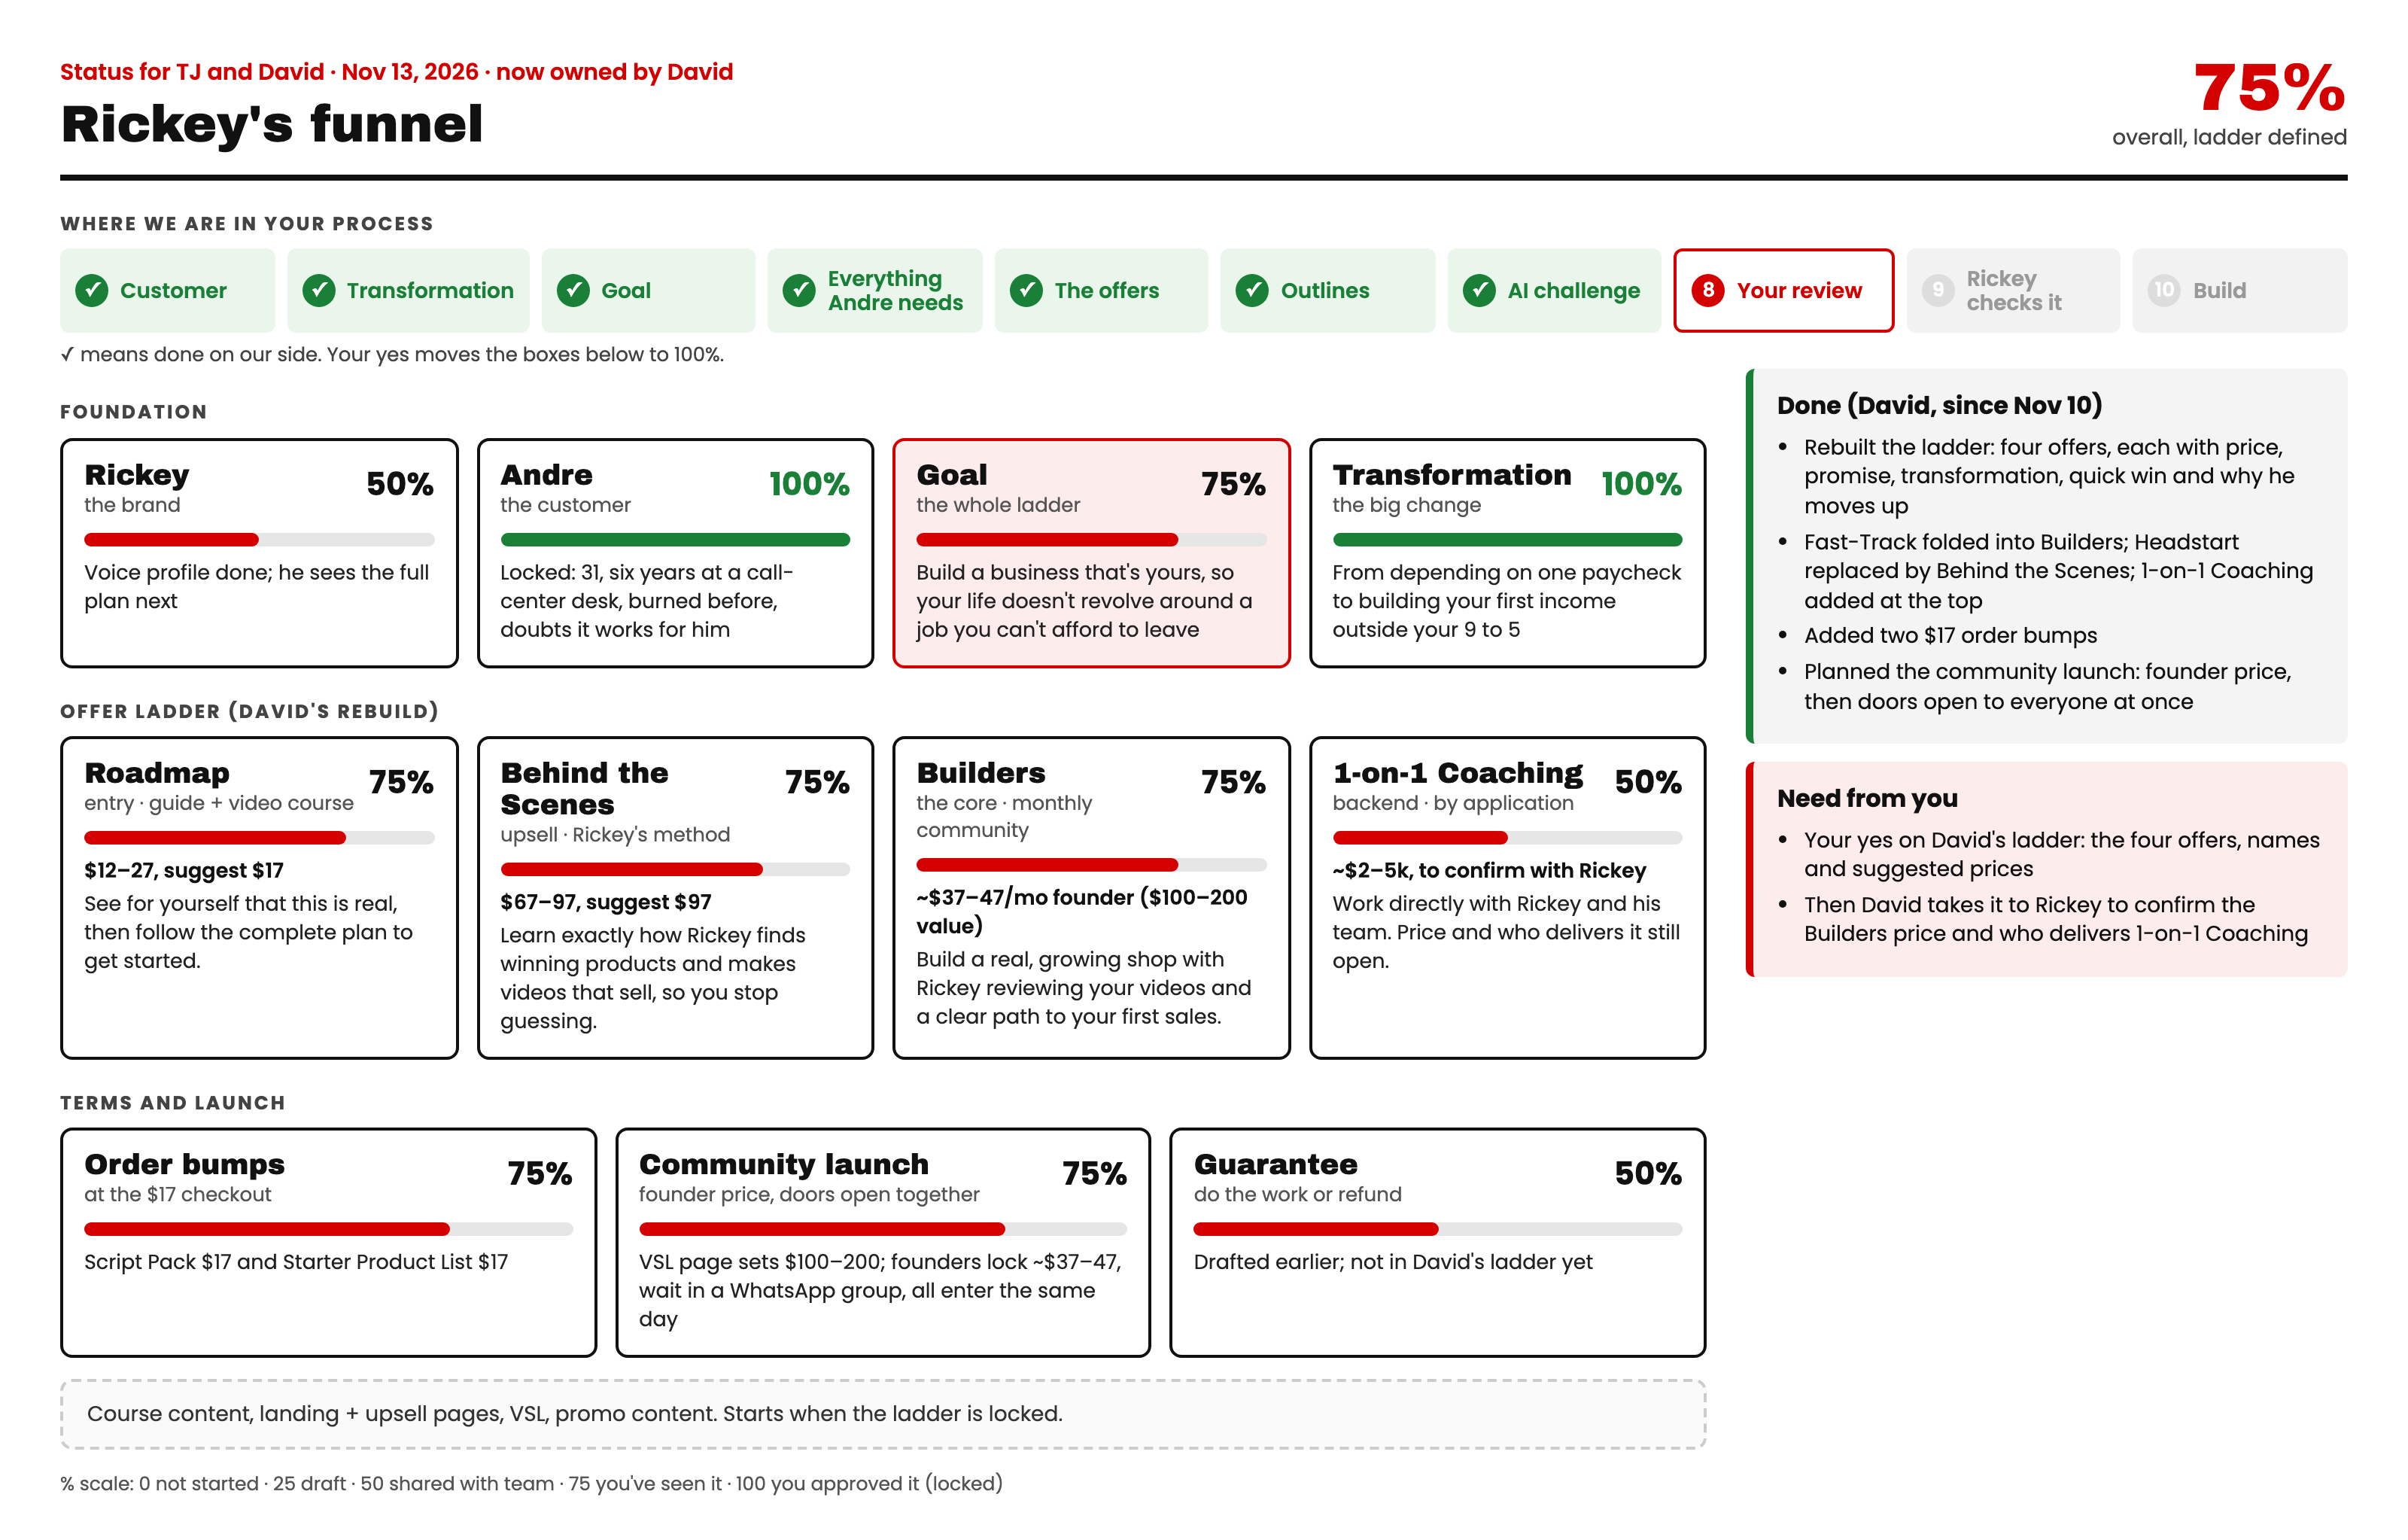 Status for TJ and David · Nov 13, 2026 · now owned by David
Rickey's funnel
75%
overall, ladder defined
WHERE WE ARE IN YOUR PROCESS
✓ Customer
✓ Transformation
✓ Goal
✓ Everything
Andre needs
✓ The offers
✓ Outlines
✓ AI challenge
8 Your review
9 Rickey
checks it
10 Build
✓ means done on our side. Your yes moves the boxes below to 100%.
FOUNDATION
Rickey
50%
the brand
Voice profile done; he sees the full
plan next
Andre
100%
the customer
Locked: 31, six years at a call-
center desk, burned before,
doubts it works for him
Goal
75%
the whole ladder
Build a business that's yours, so
your life doesn't revolve around a
job you can't afford to leave
Transformation
100%
the big change
From depending on one paycheck
to building your first income
outside your 9 to 5
OFFER LADDER (DAVID'S REBUILD)
Roadmap
75%
entry · guide + video course
$12–27, suggest $17
See for yourself that this is real,
then follow the complete plan to
get started.
Behind the
Scenes
75%
upsell · Rickey's method
$67–97, suggest $97
Learn exactly how Rickey finds
winning products and makes
videos that sell, so you stop
guessing.
Builders
75%
the core · monthly
community
~$37–47/mo founder ($100–200
value)
Build a real, growing shop with
Rickey reviewing your videos and
a clear path to your first sales.
1-on-1 Coaching
50%
backend · by application
~$2–5k, to confirm with Rickey
Work directly with Rickey and his
team. Price and who delivers it still
open.
TERMS AND LAUNCH
Order bumps
75%
at the $17 checkout
Script Pack $17 and Starter Product List $17
Community launch
75%
founder price, doors open together
VSL page sets $100–200; founders lock ~$37–47,
wait in a WhatsApp group, all enter the same
day
Guarantee
50%
do the work or refund
Drafted earlier; not in David's ladder yet
Course content, landing + upsell pages, VSL, promo content. Starts when the ladder is locked.
% scale: 0 not started · 25 draft · 50 shared with team · 75 you've seen it · 100 you approved it (locked)
Done (David, since Nov 10)
• Rebuilt the ladder: four offers, each with price,
promise, transformation, quick win and why he
moves up
• Fast-Track folded into Builders; Headstart
replaced by Behind the Scenes; 1-on-1 Coaching
added at the top
• Added two $17 order bumps
• Planned the community launch: founder price,
then doors open to everyone at once
Need from you
• Your yes on David's ladder: the four offers, names
and suggested prices
• Then David takes it to Rickey to confirm the
Builders price and who delivers 1-on-1 Coaching